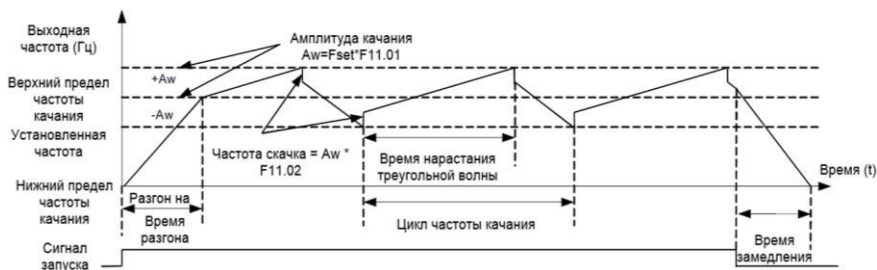 Выходная
частота (Гц)
Амплитуда качания
Aw=Fset*F11.01
+Aw
Верхний предел
частоты
качания
-Aw
Установленная
частота
Частота скачка = Aw *
F11.02
Время нарастания
треугольной волны
Время (t)
Нижний предел
частоты
качания
Разгон на
Время
разгона
Цикл частоты качания
Сигнал
запуска
Время
замедления